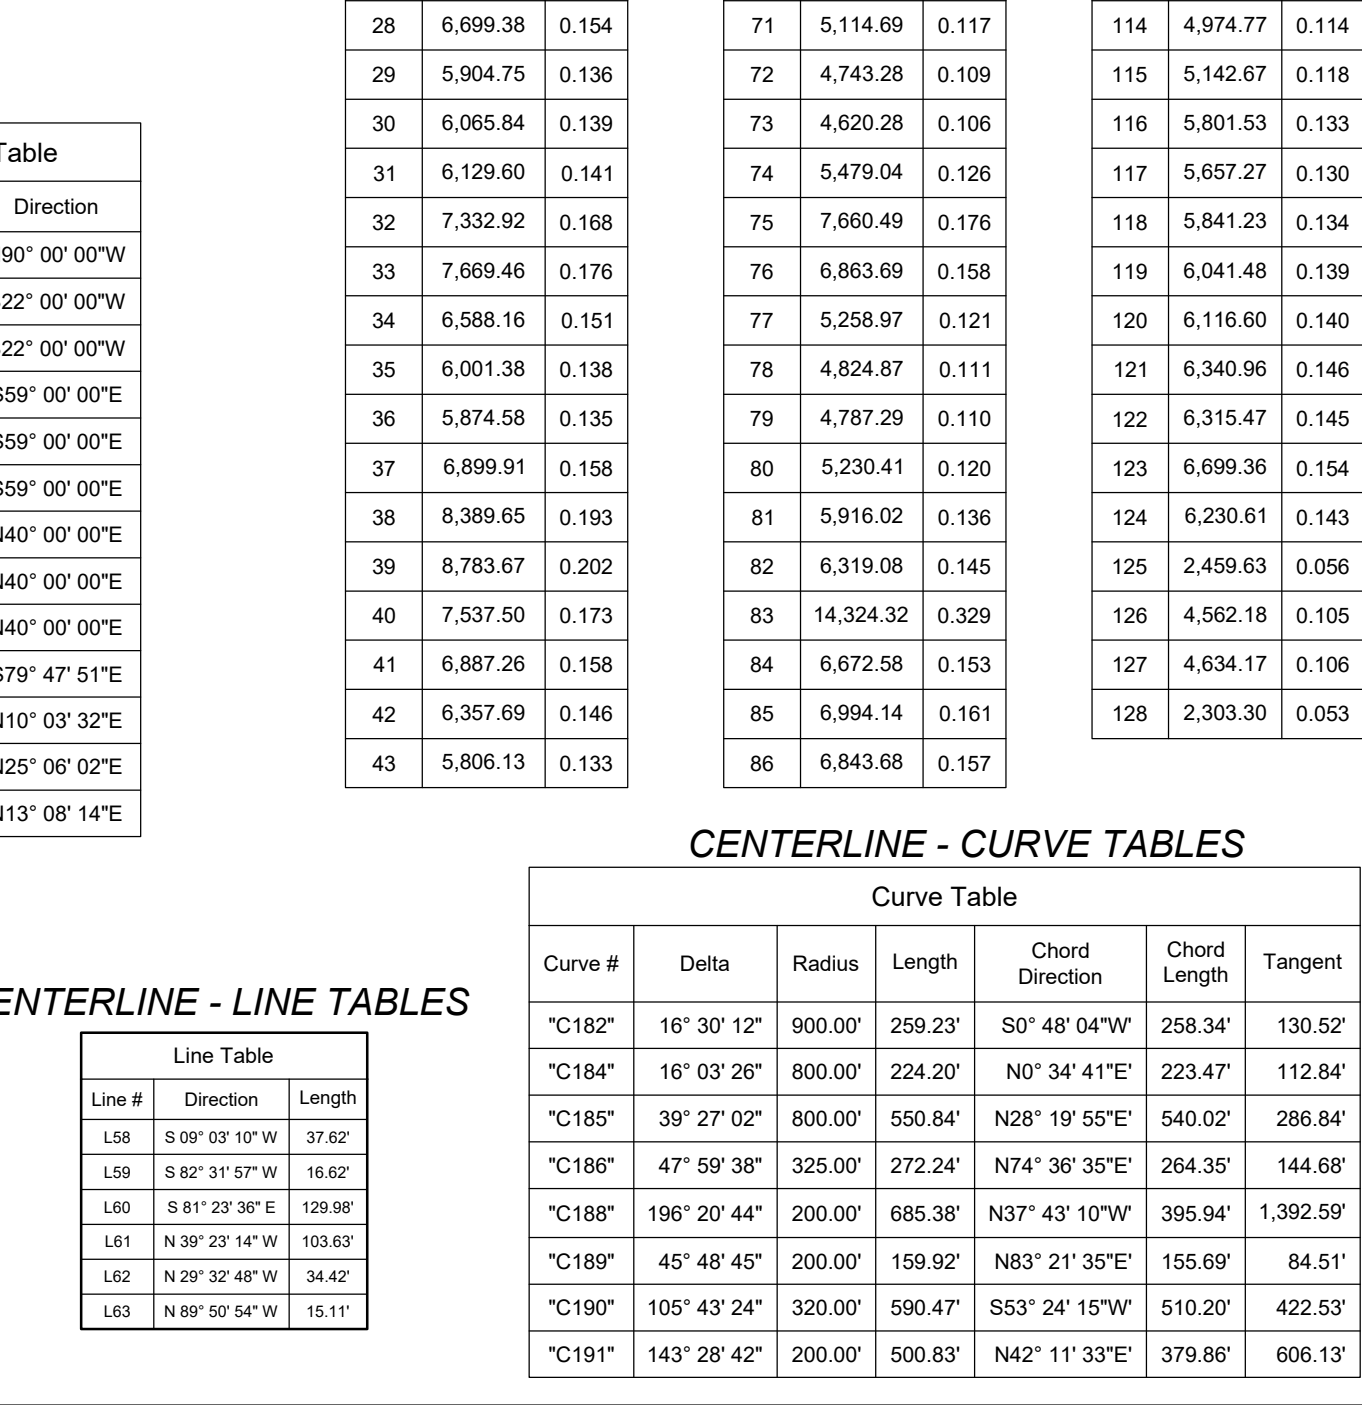 Table
Direction
90° 00' 00"W
22° 00' 00"W
22° 00' 00"W
S59° 00' 00"E
S59° 00' 00"E
S59° 00' 00"E
N40° 00' 00"E
N40° 00' 00"E
N40° 00' 00"E
S79° 47' 51"E
N10° 03' 32"E
N25° 06' 02"E
N13° 08' 14"E
28 6,699.38 0.154
29 5,904.75 0.136
30 6,065.84 0.139
31 6,129.60 0.141
32 7,332.92 0.168
33 7,669.46 0.176
34 6,588.16 0.151
35 6,001.38 0.138
36 5,874.58 0.135
37 6,899.91 0.158
38 8,389.65 0.193
39 8,783.67 0.202
40 7,537.50 0.173
41 6,887.26 0.158
42 6,357.69 0.146
43 5,806.13 0.133
71 5,114.69 0.117
72 4,743.28 0.109
73 4,620.28 0.106
74 5,479.04 0.126
75 7,660.49 0.176
76 6,863.69 0.158
77 5,258.97 0.121
78 4,824.87 0.111
79 4,787.29 0.110
80 5,230.41 0.120
81 5,916.02 0.136
82 6,319.08 0.145
83 14,324.32 0.329
84 6,672.58 0.153
85 6,994.14 0.161
86 6,843.68 0.157
114 4,974.77 0.114
115 5,142.67 0.118
116 5,801.53 0.133
117 5,657.27 0.130
118 5,841.23 0.134
119 6,041.48 0.139
120 6,116.60 0.140
121 6,340.96 0.146
122 6,315.47 0.145
123 6,699.36 0.154
124 6,230.61 0.143
125 2,459.63 0.056
126 4,562.18 0.105
127 4,634.17 0.106
128 2,303.30 0.053
ENTERLINE - LINE TABLES
Line Table
Line # Direction Length
L58 S 09° 03' 10" W 37.62'
L59 S 82° 31' 57" W 16.62'
L60 S 81° 23' 36" E 129.98'
L61 N 39° 23' 14" W 103.63'
L62 N 29° 32' 48" W 34.42'
L63 N 89° 50' 54" W 15.11'
CENTERLINE - CURVE TABLES
Curve Table
Curve # Delta Radius Length Chord Direction Chord Length Tangent
"C182" 16° 30' 12" 900.00' 259.23' S0° 48' 04"W' 258.34' 130.52'
"C184" 16° 03' 26" 800.00' 224.20' N0° 34' 41"E' 223.47' 112.84'
"C185" 39° 27' 02" 800.00' 550.84' N28° 19' 55"E' 540.02' 286.84'
"C186" 47° 59' 38" 325.00' 272.24' N74° 36' 35"E' 264.35' 144.68'
"C188" 196° 20' 44" 200.00' 685.38' N37° 43' 10"W' 395.94' 1,392.59'
"C189" 45° 48' 45" 200.00' 159.92' N83° 21' 35"E' 155.69' 84.51'
"C190" 105° 43' 24" 320.00' 590.47' S53° 24' 15"W' 510.20' 422.53'
"C191" 143° 28' 42" 200.00' 500.83' N42° 11' 33"E' 379.86' 606.13'